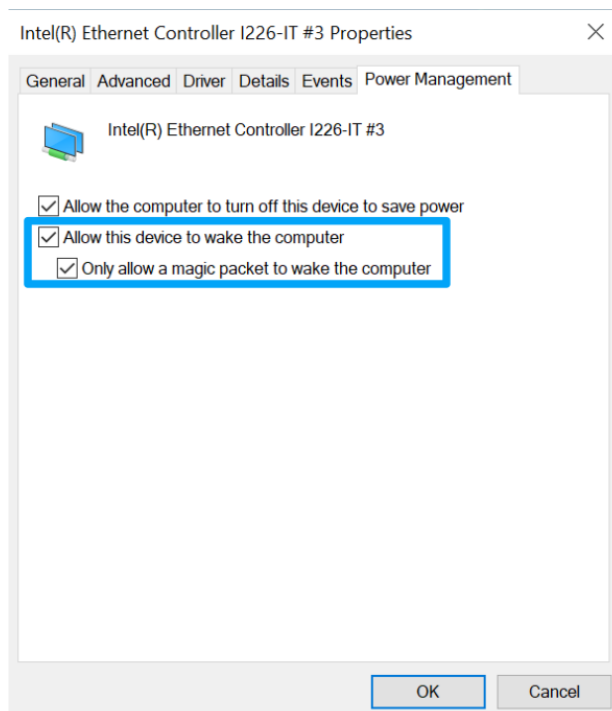 Intel(R) Ethernet Controller I226-IT #3 Properties
General Advanced Driver Details Events Power Management
Intel(R) Ethernet Controller I226-IT #3
Allow the computer to turn off this device to save power
Allow this device to wake the computer
Only allow a magic packet to wake the computer
OK Cancel